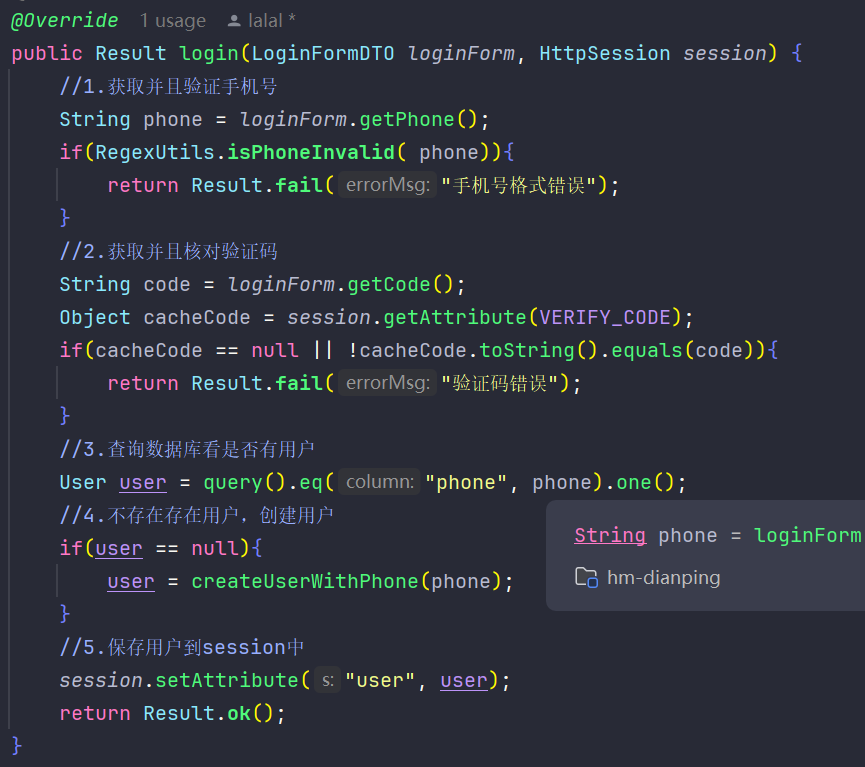 @Override 1 usage lalal *
public Result login(LoginFormDTO loginForm, HttpSession session) {
//1.获取并且验证手机号
String phone = loginForm.getPhone();
if(RegexUtils.isPhoneInvalid( phone)){
return Result.fail( errorMsg: "手机号格式错误");
}
//2.获取并且核对验证码
String code = loginForm.getCode();
Object cacheCode = session.getAttribute(VERIFY_CODE);
if(cacheCode == null || !cacheCode.toString().equals(code)){
return Result.fail( errorMsg: "验证码错误");
}
//3.查询数据库看是否有用户
User user = query().eq( column: "phone", phone).one();
//4.不存在存在用户，创建用户
if(user == null){
user = createUserWithPhone(phone);
}
//5.保存用户到session中
session.setAttribute( s: "user", user);
return Result.ok();
}
String phone = loginForm
hm-dianping